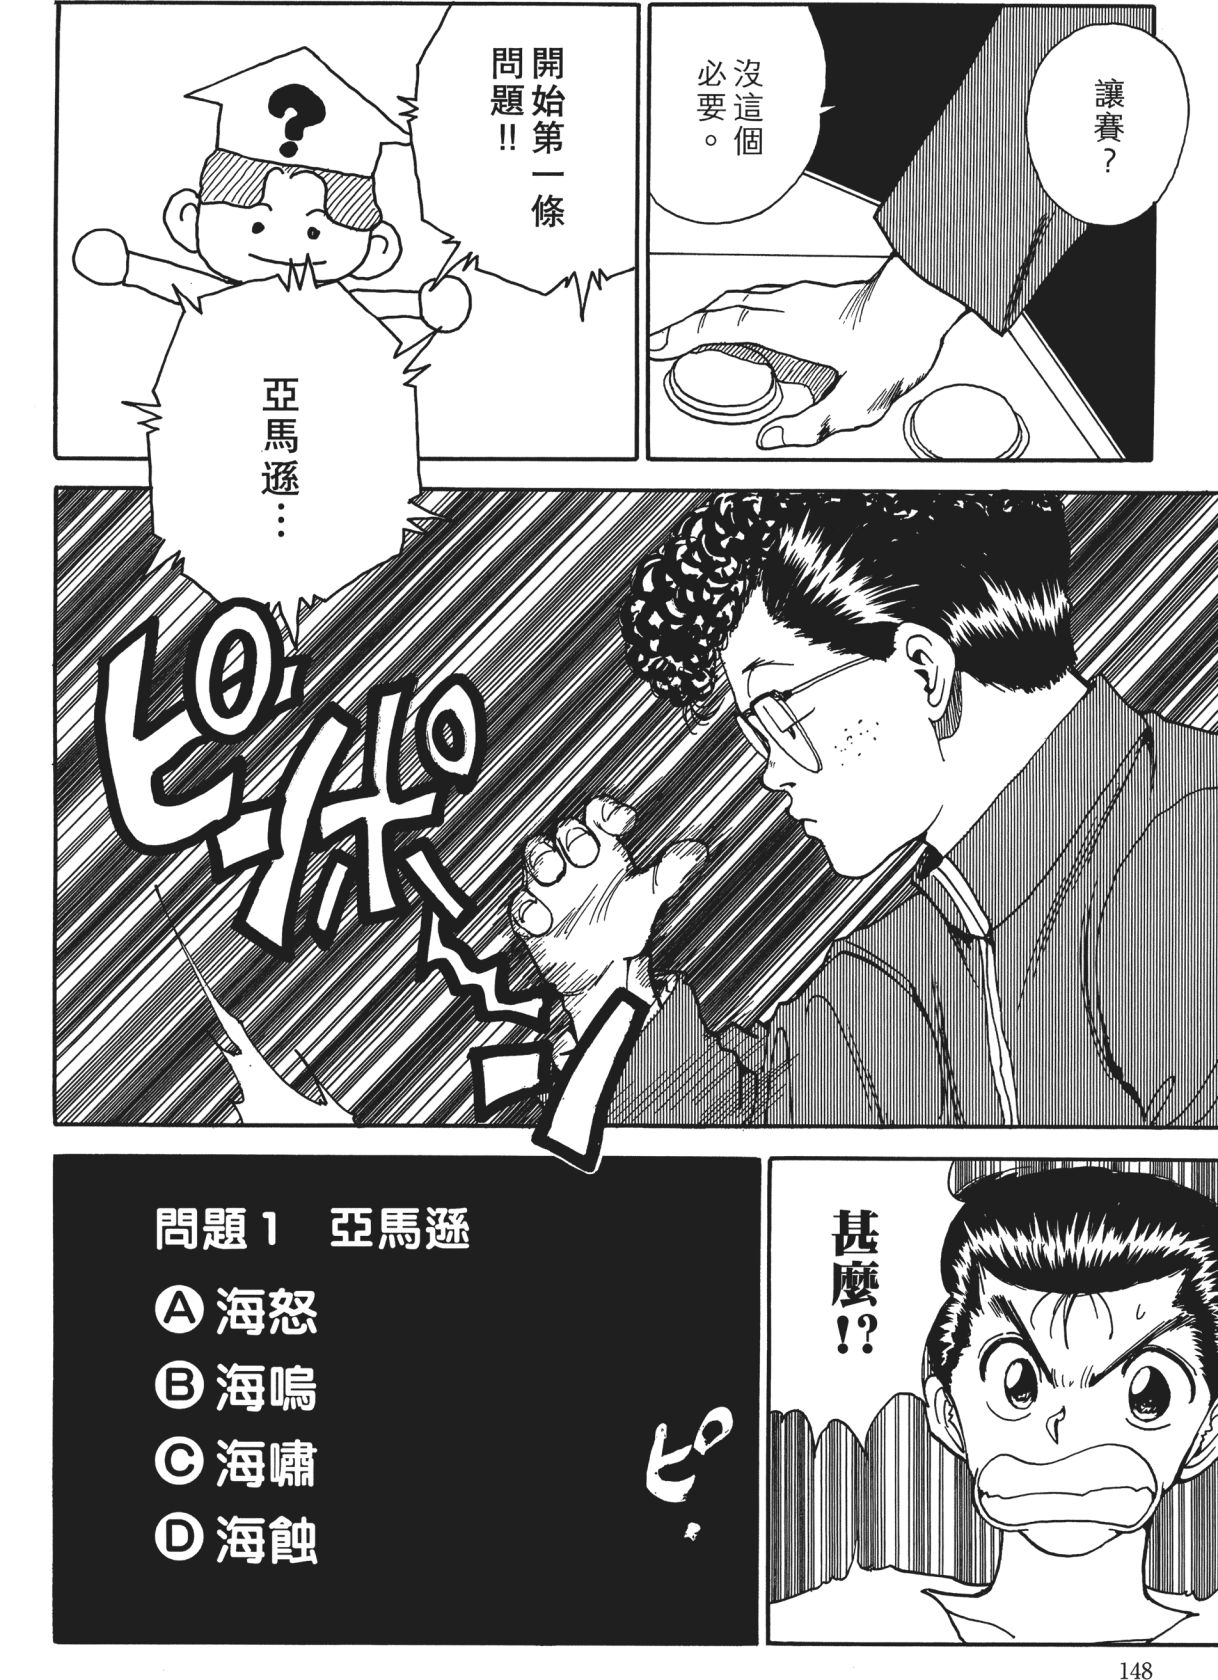 讓賽?
沒這個
必要。
開始第一條
問題!!
亞馬遜…
ピンポーン!
甚麼!?
問題1 亞馬遜
Ⓐ海怒
Ⓑ海嗚
Ⓒ海嘯
Ⓓ海蝕
ピッ
148